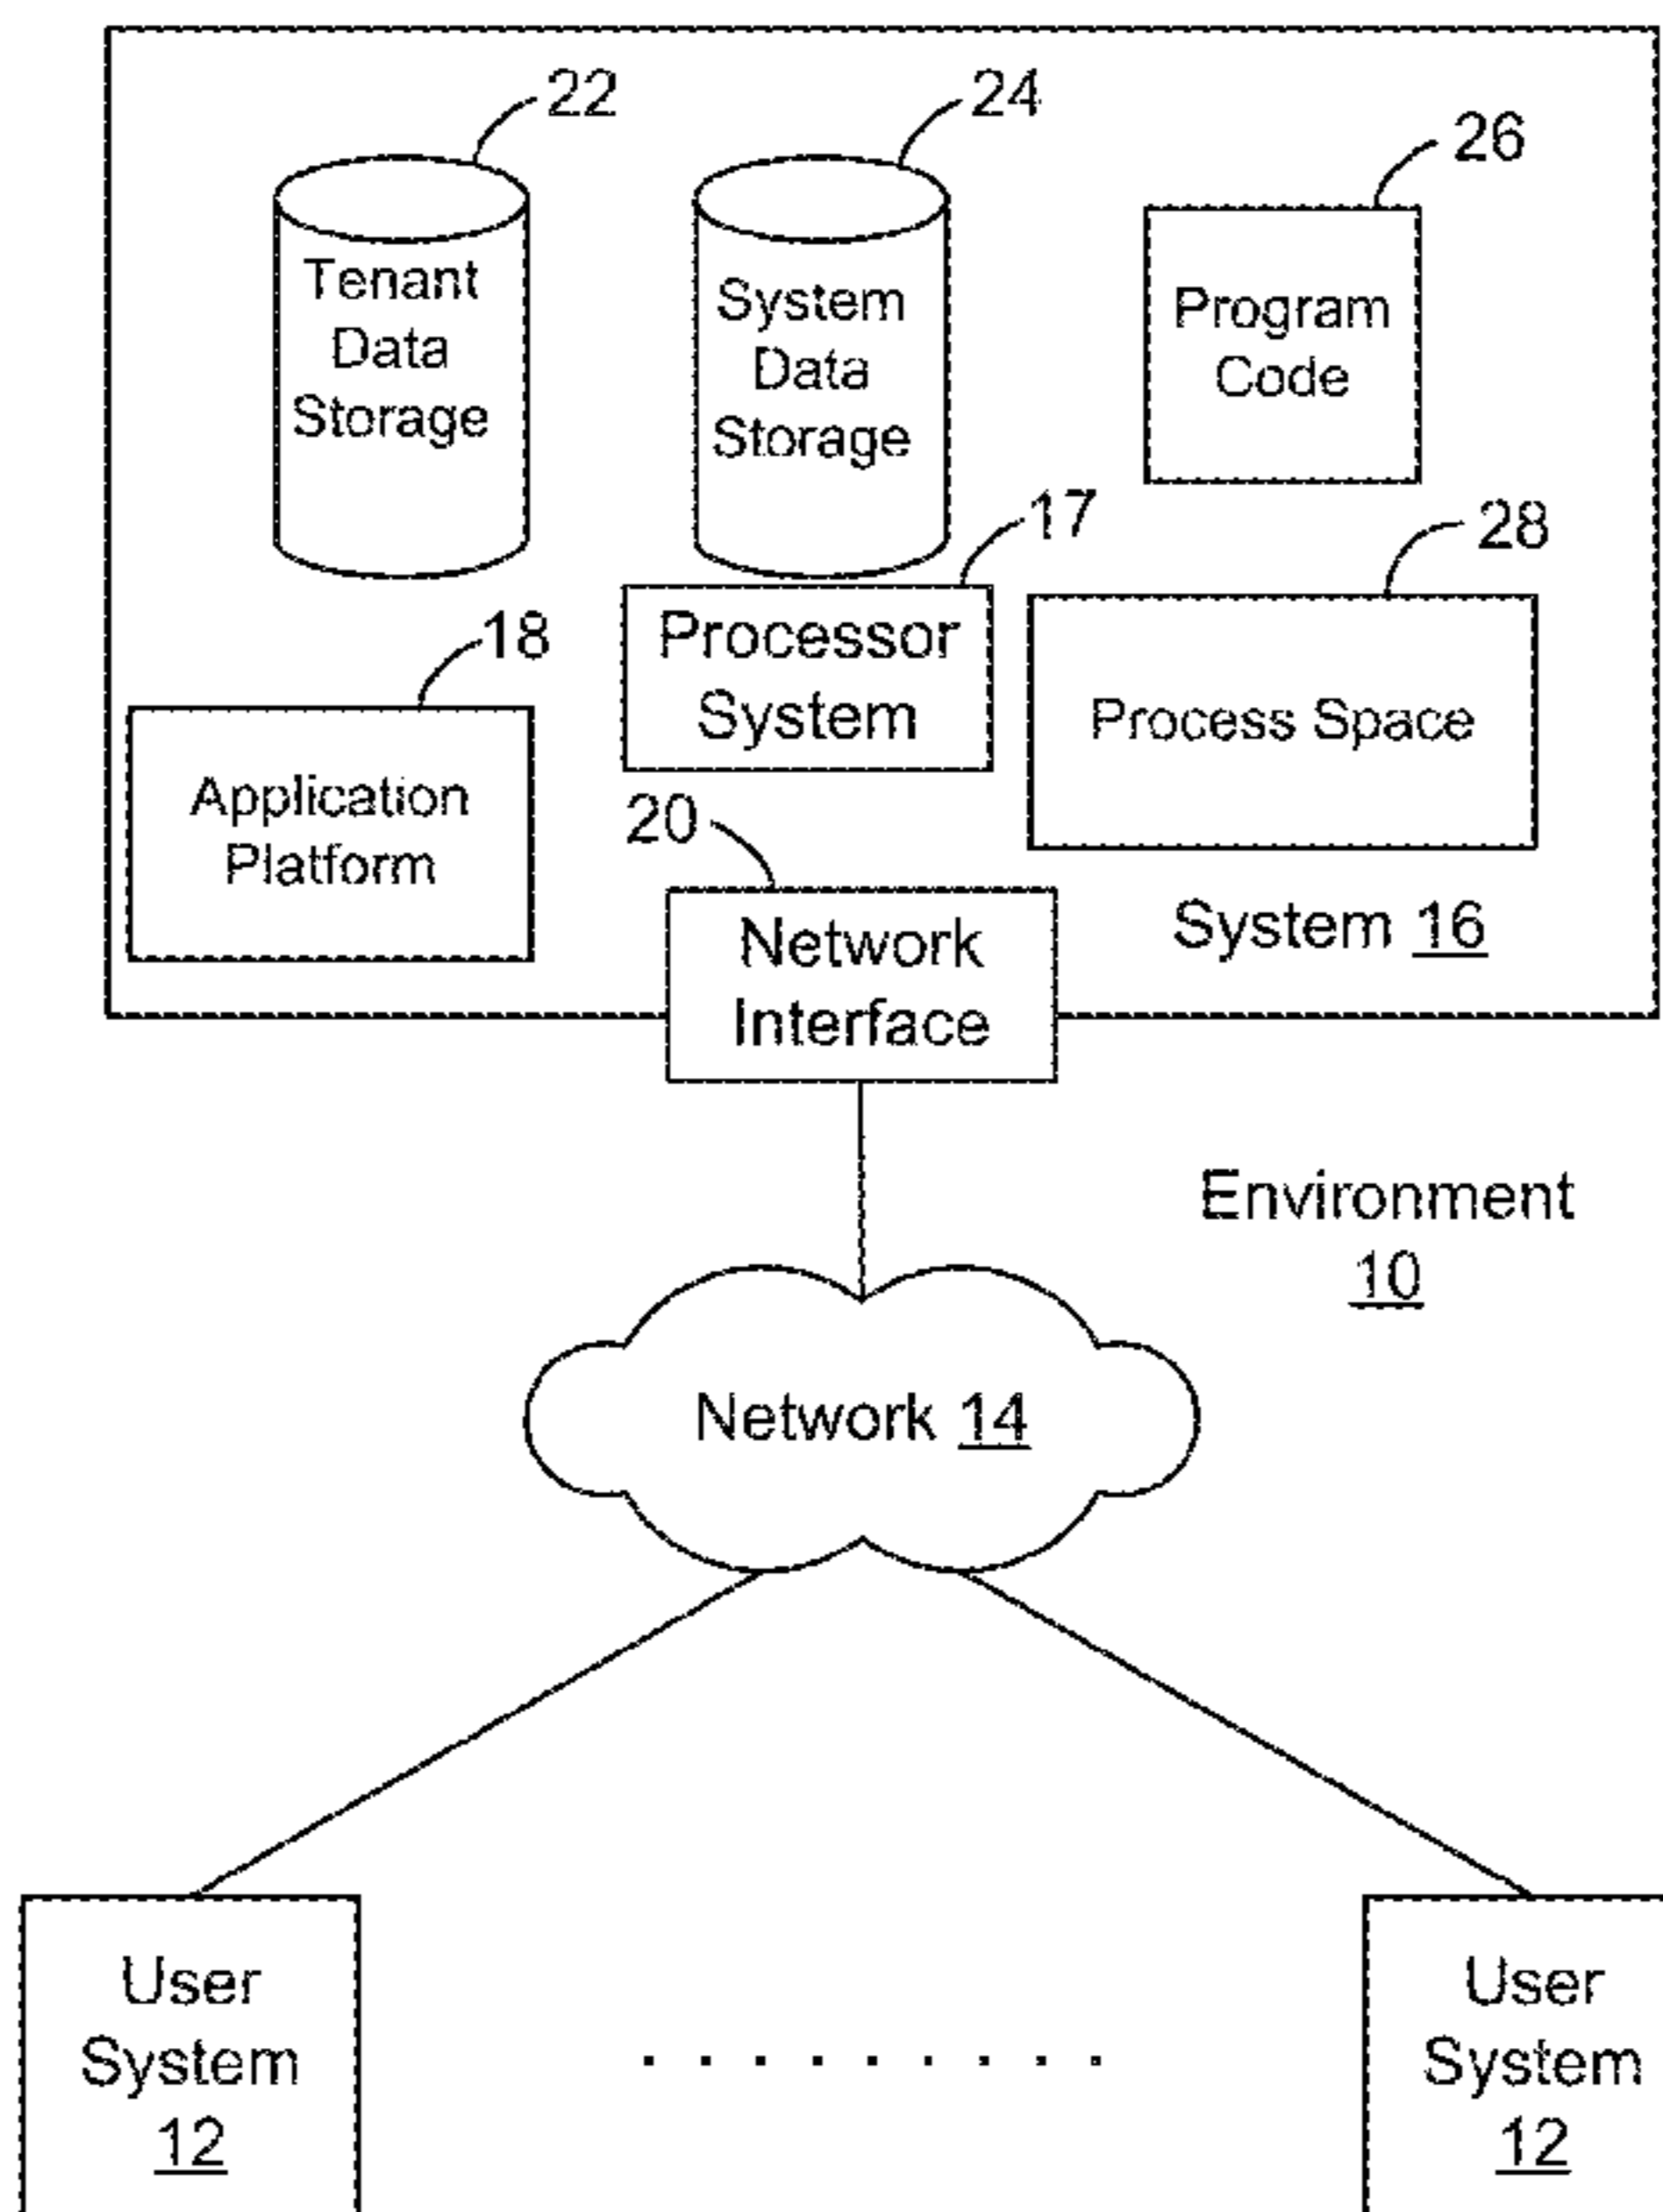 22
24
26
Tenant
Data
Storage
System
Data
Storage
Program
Code
17
28
18
Processor
System
Process Space
Application
Platform
20
Network
Interface
System 16
Environment
10
Network 14
User
System
12
User
System
12